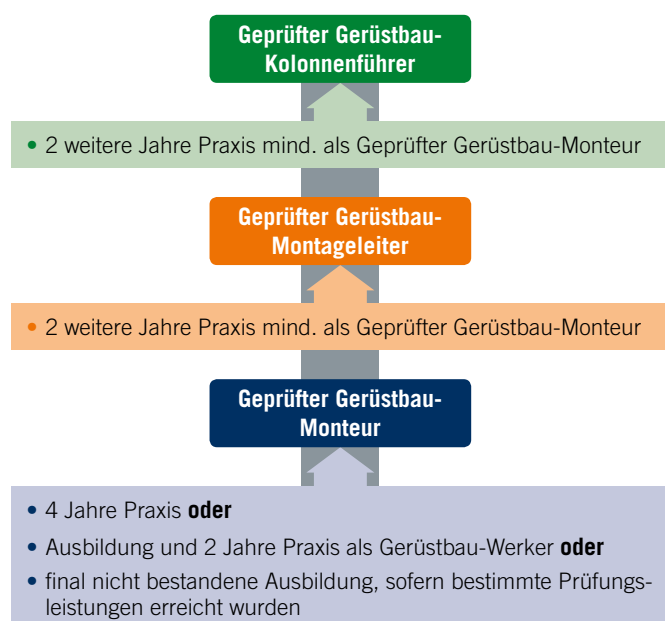 Geprüfter Gerüstbau-
Kolonnenführer
• 2 weitere Jahre Praxis mind. als Geprüfter Gerüstbau-Monteur
Geprüfter Gerüstbau-
Montageleiter
• 2 weitere Jahre Praxis mind. als Geprüfter Gerüstbau-Monteur
Geprüfter Gerüstbau-
Monteur
• 4 Jahre Praxis oder
• Ausbildung und 2 Jahre Praxis als Gerüstbau-Werker oder
• final nicht bestandene Ausbildung, sofern bestimmte Prüfungs-
leistungen erreicht wurden